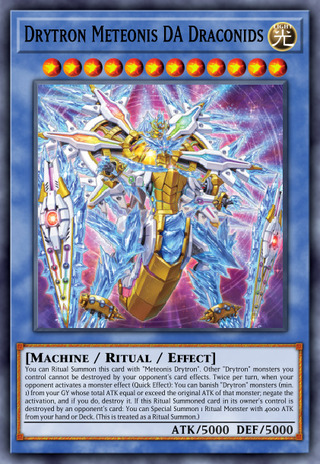 Drytron Meteonis DA Draconids
LIGHT
光
[Machine / Ritual / Effect]
You can Ritual Summon this card with "Meteonis Drytron". Other "Drytron" monsters you
control cannot be destroyed by your opponent's card effects. Twice per turn, when your
opponent activates a monster effect (Quick Effect): You can banish "Drytron" monsters (min.
1) from your GY whose total ATK equal or exceed the original ATK of that monster; negate
the activation, and if you do, destroy it. If this Ritual Summoned card in its owner's control is
destroyed by an opponent's card: You can Special Summon 1 Ritual Monster with 4000 ATK
from your hand or Deck. (This is treated as a Ritual Summon.)
ATK/5000 DEF/5000